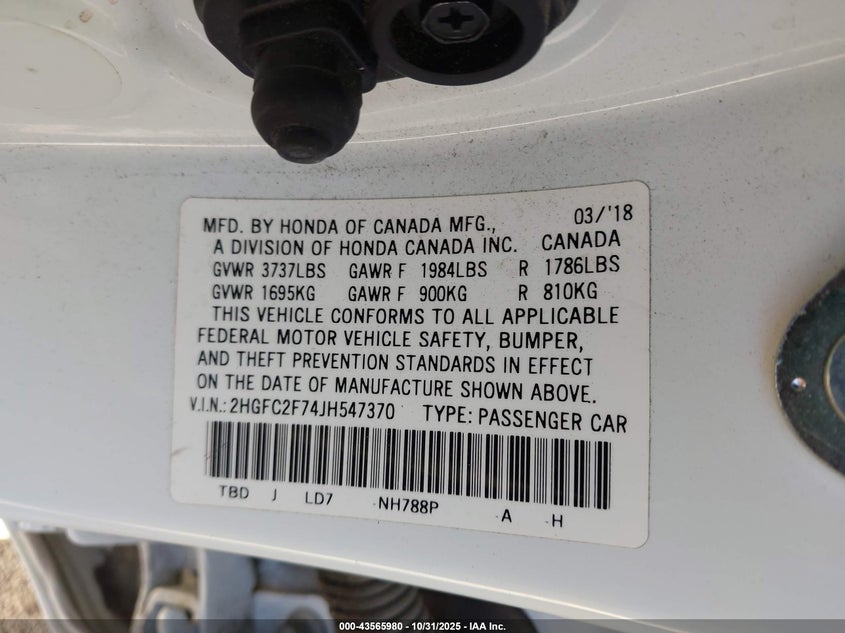 MFD. BY HONDA OF CANADA MFG., 03/'18
A DIVISION OF HONDA CANADA INC. CANADA
GVWR 3737LBS GAWR F 1984LBS R 1786LBS
GVWR 1695KG GAWR F 900KG R 810KG
THIS VEHICLE CONFORMS TO ALL APPLICABLE
FEDERAL MOTOR VEHICLE SAFETY, BUMPER,
AND THEFT PREVENTION STANDARDS IN EFFECT
ON THE DATE OF MANUFACTURE SHOWN ABOVE.
V.I.N.: 2HGFC2F74JH547370 TYPE: PASSENGER CAR
TBD J LD7 NH788P A H
000-43565980 - 10/31/2025 - IAA Inc.